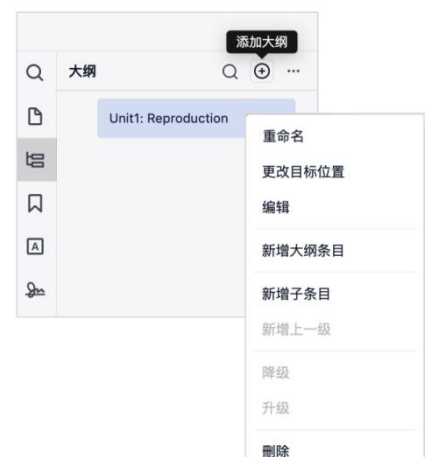 添加大纲
大纲
Unit1: Reproduction
重命名
更改目标位置
编辑
新增大纲条目
新增子条目
新增上一级
降级
升级
删除